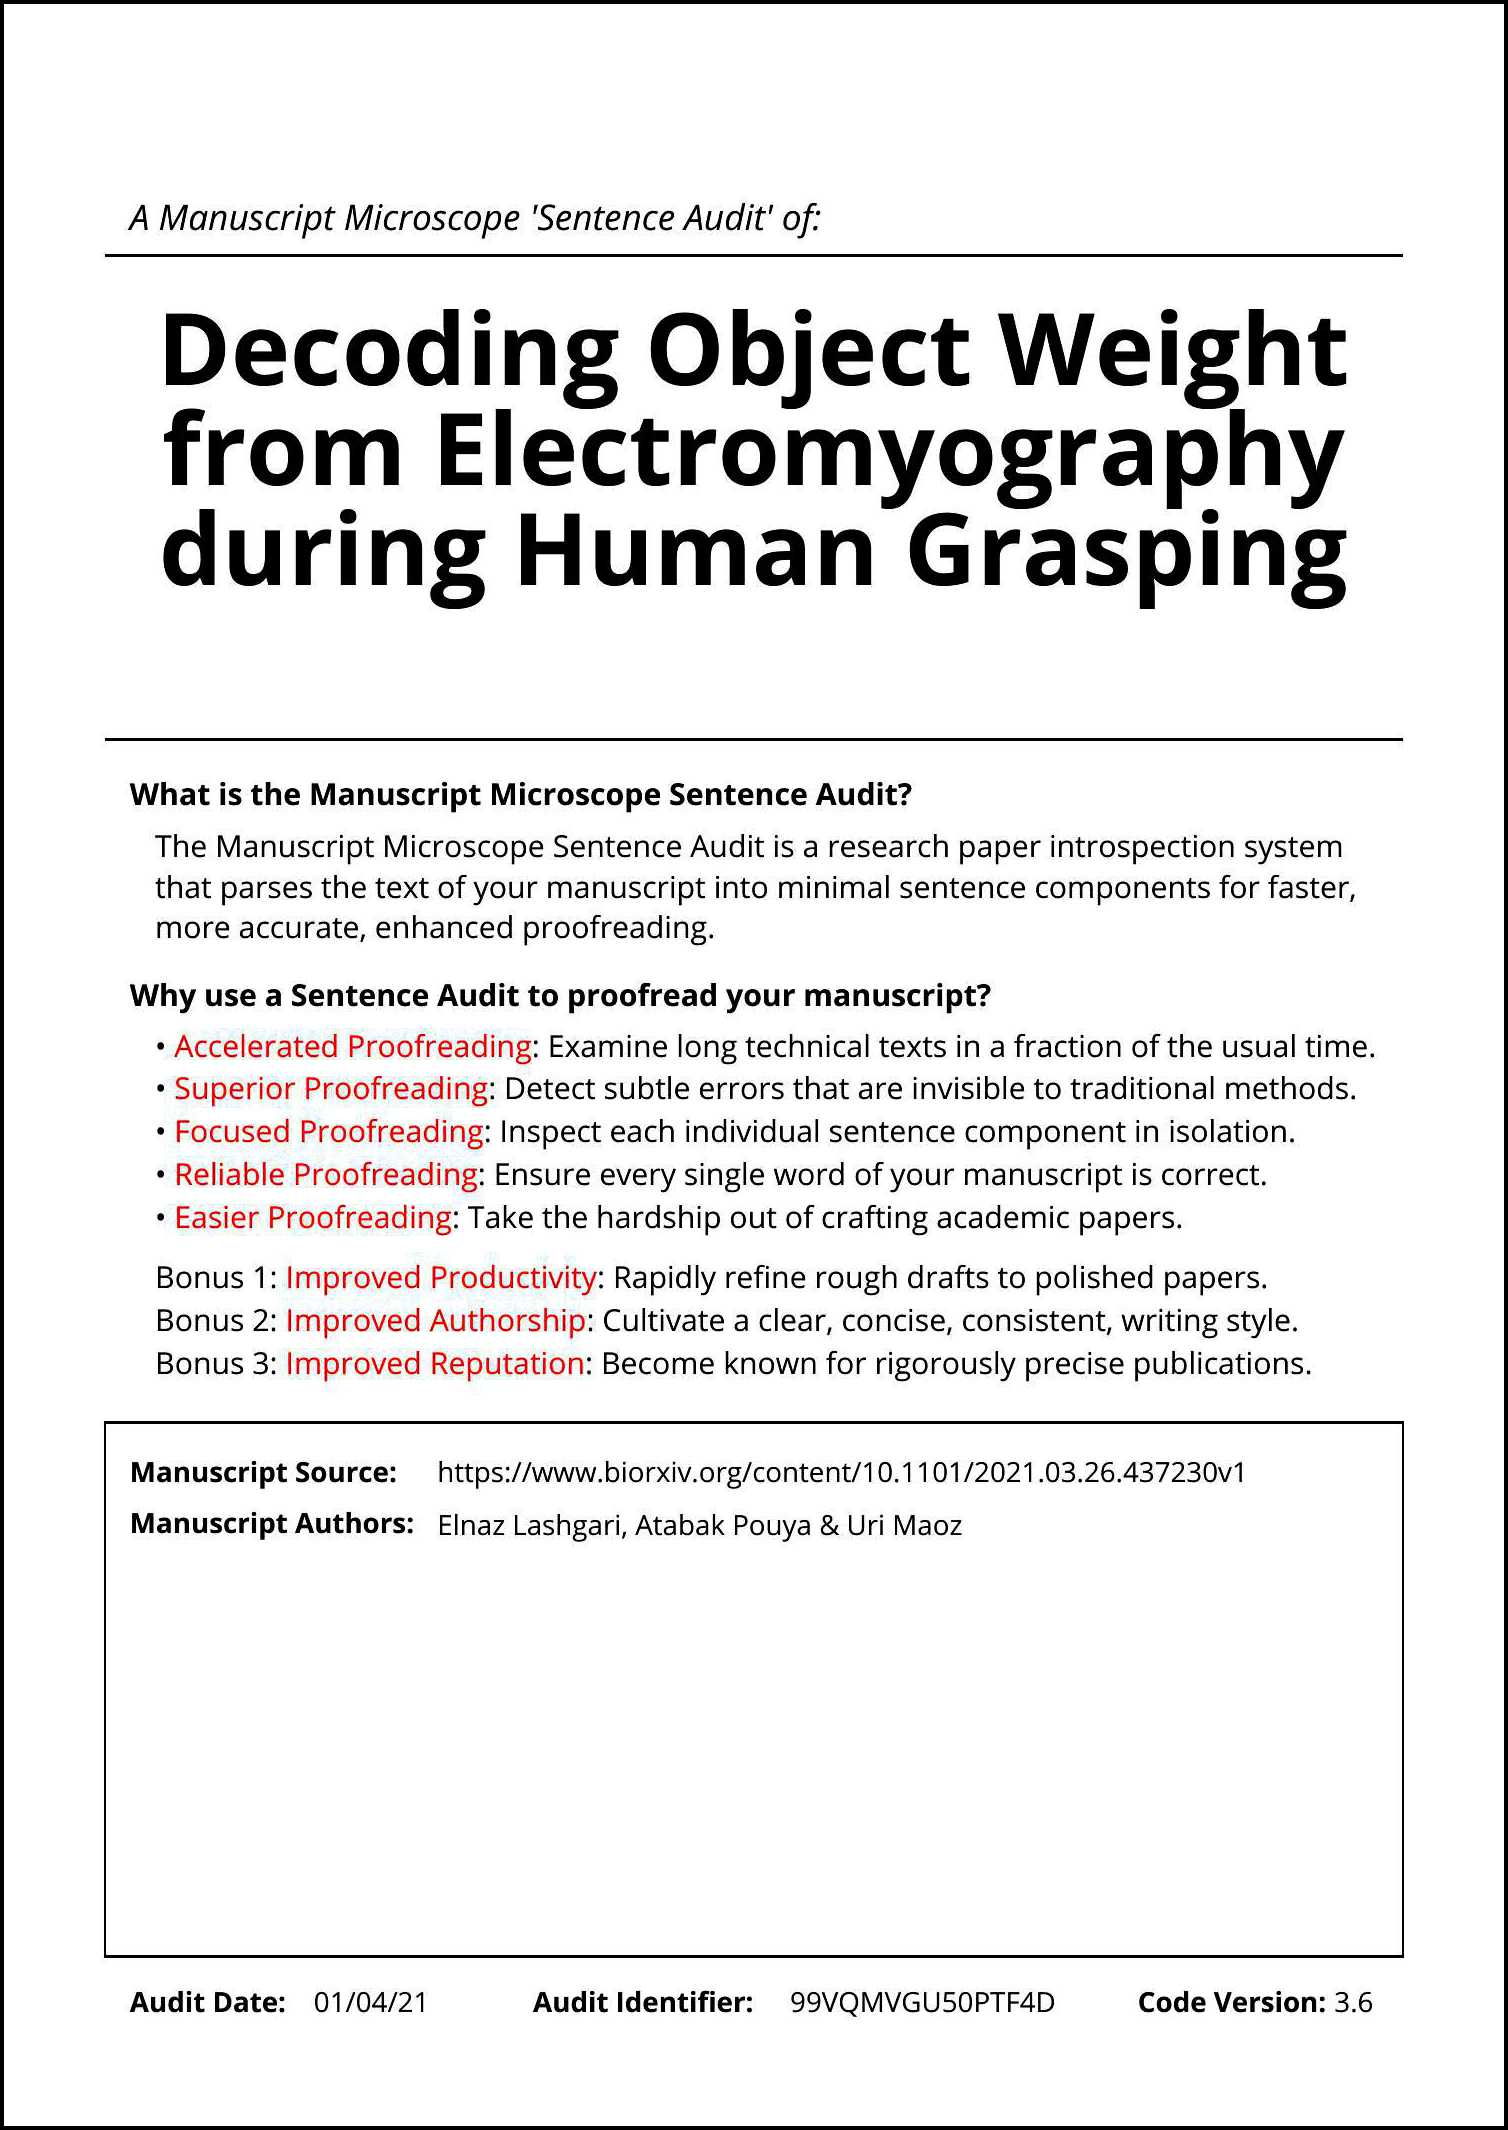 A Manuscript Microscope 'Sentence Audit' of:
Decoding Object Weight
from Electromyography
during Human Grasping
What is the Manuscript Microscope Sentence Audit?
The Manuscript Microscope Sentence Audit is a research paper introspection system
that parses the text of your manuscript into minimal sentence components for faster,
more accurate, enhanced proofreading.
Why use a Sentence Audit to proofread your manuscript?
• Accelerated Proofreading: Examine long technical texts in a fraction of the usual time.
• Superior Proofreading: Detect subtle errors that are invisible to traditional methods.
• Focused Proofreading: Inspect each individual sentence component in isolation.
• Reliable Proofreading: Ensure every single word of your manuscript is correct.
• Easier Proofreading: Take the hardship out of crafting academic papers.
Bonus 1: Improved Productivity: Rapidly refine rough drafts to polished papers.
Bonus 2: Improved Authorship: Cultivate a clear, concise, consistent, writing style.
Bonus 3: Improved Reputation: Become known for rigorously precise publications.
Manuscript Source: https://www.biorxiv.org/content/10.1101/2021.03.26.437230v1
Manuscript Authors: Elnaz Lashgari, Atabak Pouya & Uri Maoz
Audit Date: 01/04/21 Audit Identifier: 99VQMVGU50PTF4D Code Version: 3.6